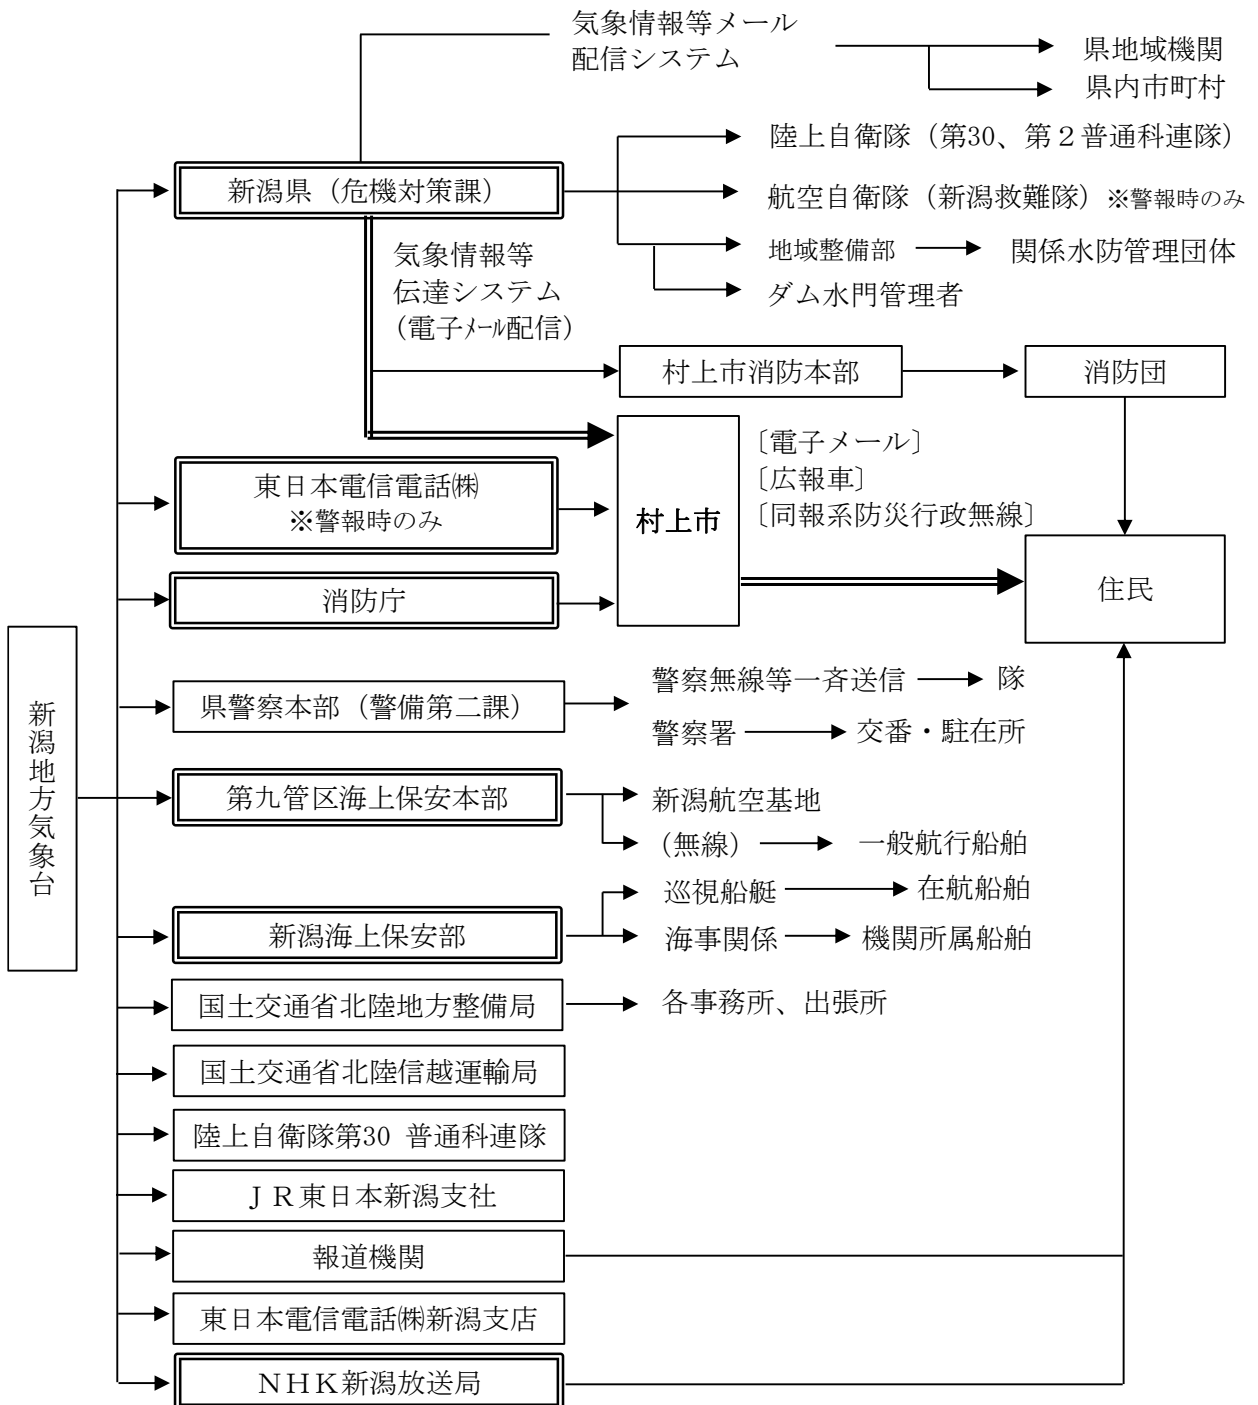 気象情報等メール
配信システム
県地域機関
県内市町村
陸上自衛隊（第30、第２普通科連隊）
新潟県（危機対策課）
航空自衛隊（新潟救難隊）※警報時のみ
気象情報等
伝達システム
（電子ﾒｰﾙ配信）
地域整備部
関係水防管理団体
ダム水門管理者
村上市消防本部
消防団
東日本電信電話㈱
※警報時のみ
村上市
〔電子メール〕
〔広報車〕
〔同報系防災行政無線〕
消防庁
住民
新潟地方気象台
県警察本部（警備第二課）
警察無線等一斉送信
隊
警察署
交番・駐在所
第九管区海上保安本部
新潟航空基地
（無線）
一般航行船舶
新潟海上保安部
巡視船艇
在航船舶
海事関係
機関所属船舶
国土交通省北陸地方整備局
各事務所、出張所
国土交通省北陸信越運輸局
陸上自衛隊第30 普通科連隊
ＪＲ東日本新潟支社
報道機関
東日本電信電話㈱新潟支店
ＮＨＫ新潟放送局